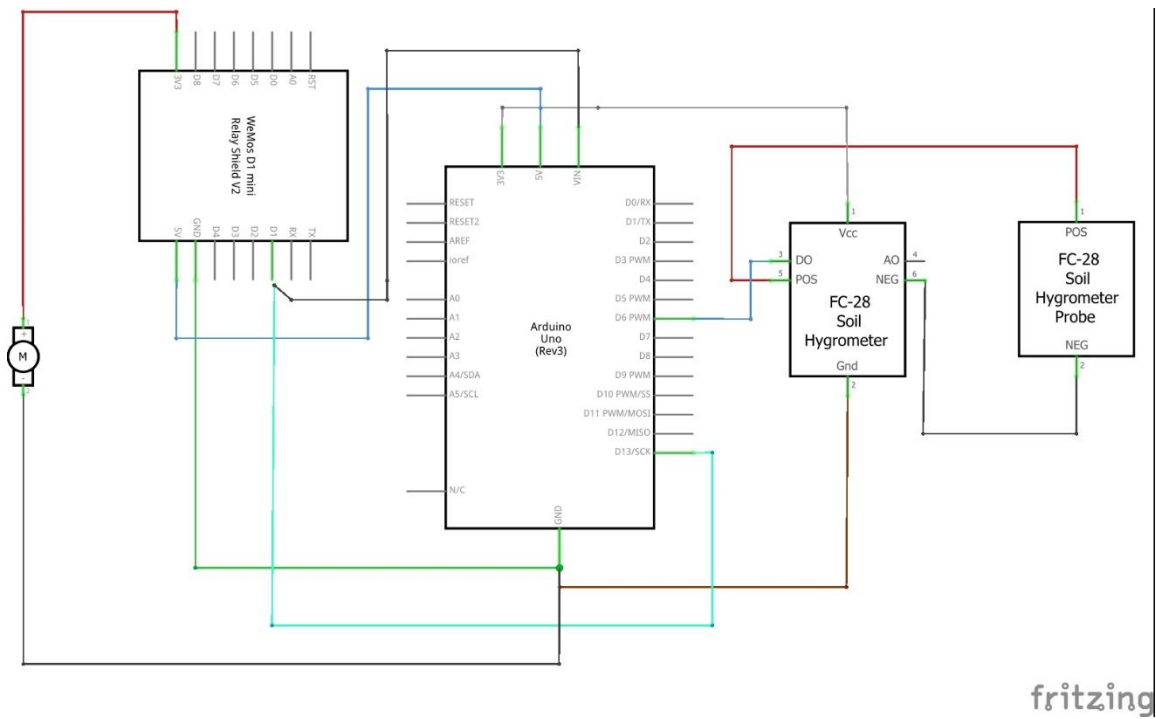 3V3
D8
D7
D6
D5
D0
A0
RST
WeMos D1 mini
Relay Shield V2
5V
GND
D4
D3
D2
D1
RX
TX
1
+
M
-
2
3V3
5V
VIN
RESET
RESET2
AREF
ioref
A0
A1
A2
A3
A4/SDA
A5/SCL
N/C
Arduino
Uno
(Rev3)
D0/RX
D1/TX
D2
D3 PWM
D4
D5 PWM
D6 PWM
D7
D8
D9 PWM
D10 PWM/SS
D11 PWM/MOSI
D12/MISO
D13/SCK
GND
1
Vcc
3
DO
AO
4
5
POS
NEG
6
FC-28
Soil
Hygrometer
Gnd
2
1
POS
FC-28
Soil
Hygrometer
Probe
NEG
2
fritzing